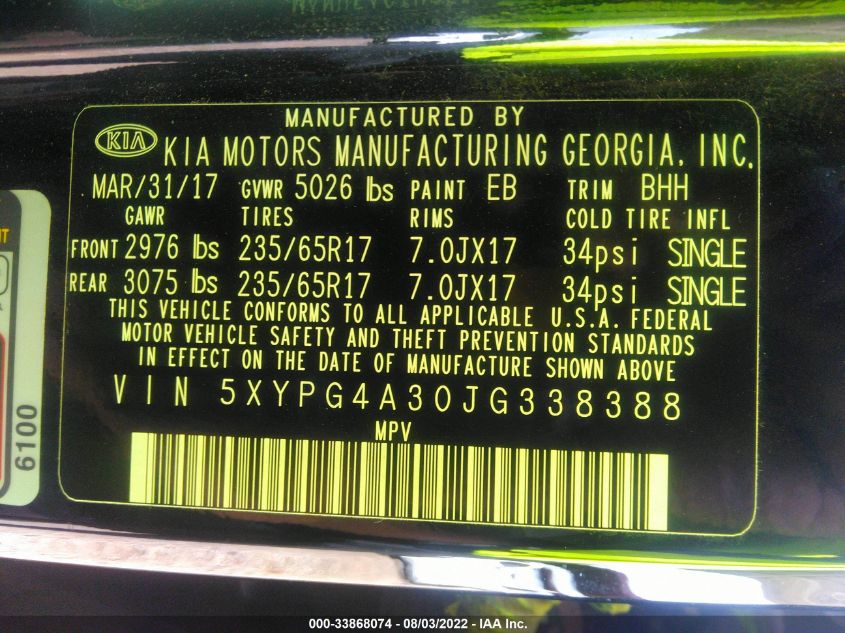 MANUFACTURED BY
KIA KIA MOTORS MANUFACTURING GEORGIA, INC.
MAR/31/17 GVWR 5026 lbs PAINT EB TRIM BHH
GAWR TIRES RIMS COLD TIRE INFL
FRONT 2976 lbs 235/65R17 7.0JX17 34psi SINGLE
REAR 3075 lbs 235/65R17 7.0JX17 34psi SINGLE
THIS VEHICLE CONFORMS TO ALL APPLICABLE U.S.A. FEDERAL
MOTOR VEHICLE SAFETY AND THEFT PREVENTION STANDARDS
IN EFFECT ON THE DATE OF MANUFACTURE SHOWN ABOVE
VIN 5XYPG4A30JG338388
MPV
6100
000-33868074 - 08/03/2022 - IAA Inc.